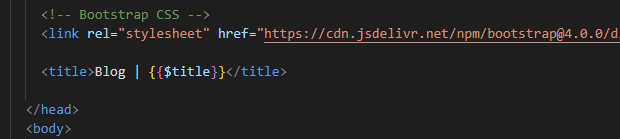 <!-- Bootstrap CSS -->
<link rel="stylesheet" href="https://cdn.jsdelivr.net/npm/bootstrap@4.0.0/d
<title>Blog | {{$title}}</title>
</head>
<body>